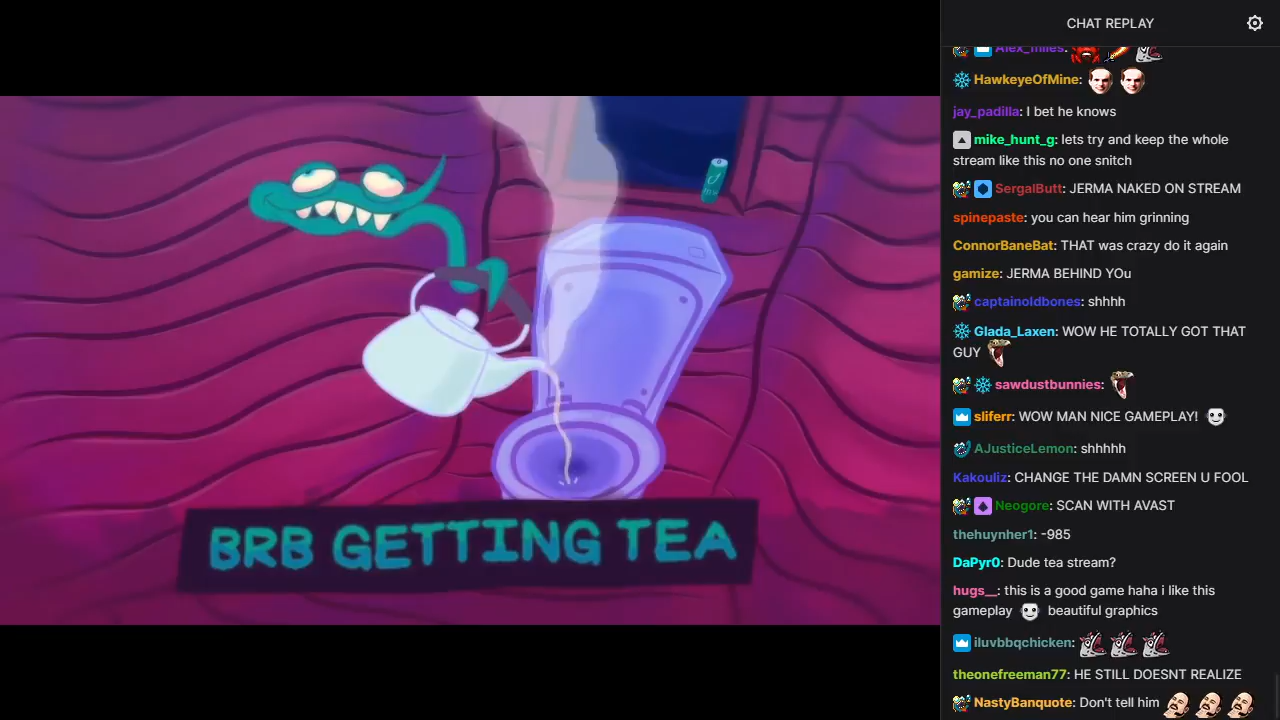 CHAT REPLAY
Alex_miles:
HawkeyeOfMine:
jay_padilla: I bet he knows
mike_hunt_g: lets try and keep the whole
stream like this no one snitch
SergalButt: JERMA NAKED ON STREAM
spinepaste: you can hear him grinning
ConnorBaneBat: THAT was crazy do it again
gamize: JERMA BEHIND YOu
captainoldbones: shhhh
Glada_Laxen: WOW HE TOTALLY GOT THAT
GUY
sawdustbunnies:
sliferr: WOW MAN NICE GAMEPLAY!
AJusticeLemon: shhhhh
Kakouliz: CHANGE THE DAMN SCREEN U FOOL
Neogore: SCAN WITH AVAST
thehuynher1: -985
DaPyr0: Dude tea stream?
hugs__: this is a good game haha i like this
gameplay beautiful graphics
iluvbbqchicken:
theonefreeman77: HE STILL DOESNT REALIZE
NastyBanquote: Don't tell him
BRB GETTING TEA